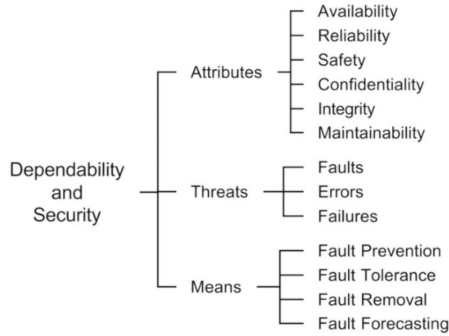 Dependability
and
Security
Attributes
Availability
Reliability
Safety
Confidentiality
Integrity
Maintainability
Threats
Faults
Errors
Failures
Means
Fault Prevention
Fault Tolerance
Fault Removal
Fault Forecasting